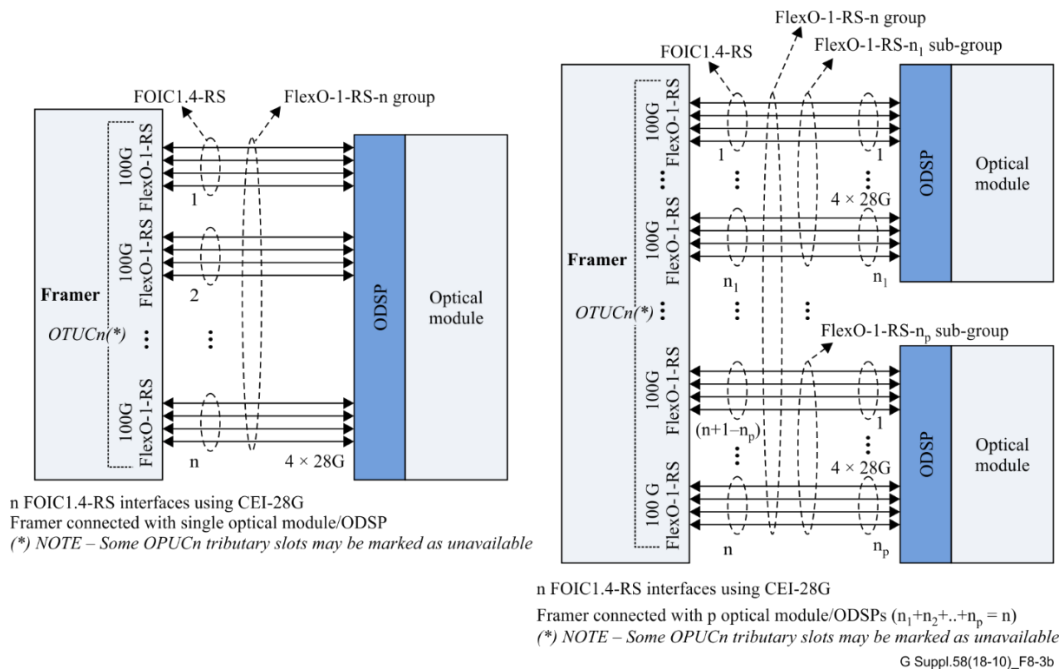 FOIC1.4-RS
FlexO-1-RS-n group
Framer
OTUCn(*)
100G
FlexO-1-RS
1
100G
FlexO-1-RS
2
...
...
100G
FlexO-1-RS
n
4 × 28G
ODSP
Optical
module
n FOIC1.4-RS interfaces using CEI-28G
Framer connected with single optical module/ODSP
(*) NOTE – Some OPUCn tributary slots may be marked as unavailable
FlexO-1-RS-n group
FlexO-1-RS-n₁ sub-group
FOIC1.4-RS
Framer
OTUCn(*)
100G
FlexO-1-RS
1
1
...
...
...
4 × 28G
100G
FlexO-1-RS
n₁
n₁
ODSP
Optical
module
...
...
FlexO-1-RS-nₚ sub-group
100G
FlexO-1-RS
(n+1–nₚ)
1
...
...
4 × 28G
100 G
FlexO-1-RS
n
nₚ
ODSP
Optical
module
n FOIC1.4-RS interfaces using CEI-28G
Framer connected with p optical module/ODSPs (n₁+n₂+..+nₚ = n)
(*) NOTE – Some OPUCn tributary slots may be marked as unavailable
G Suppl.58(18-10)_F8-3b